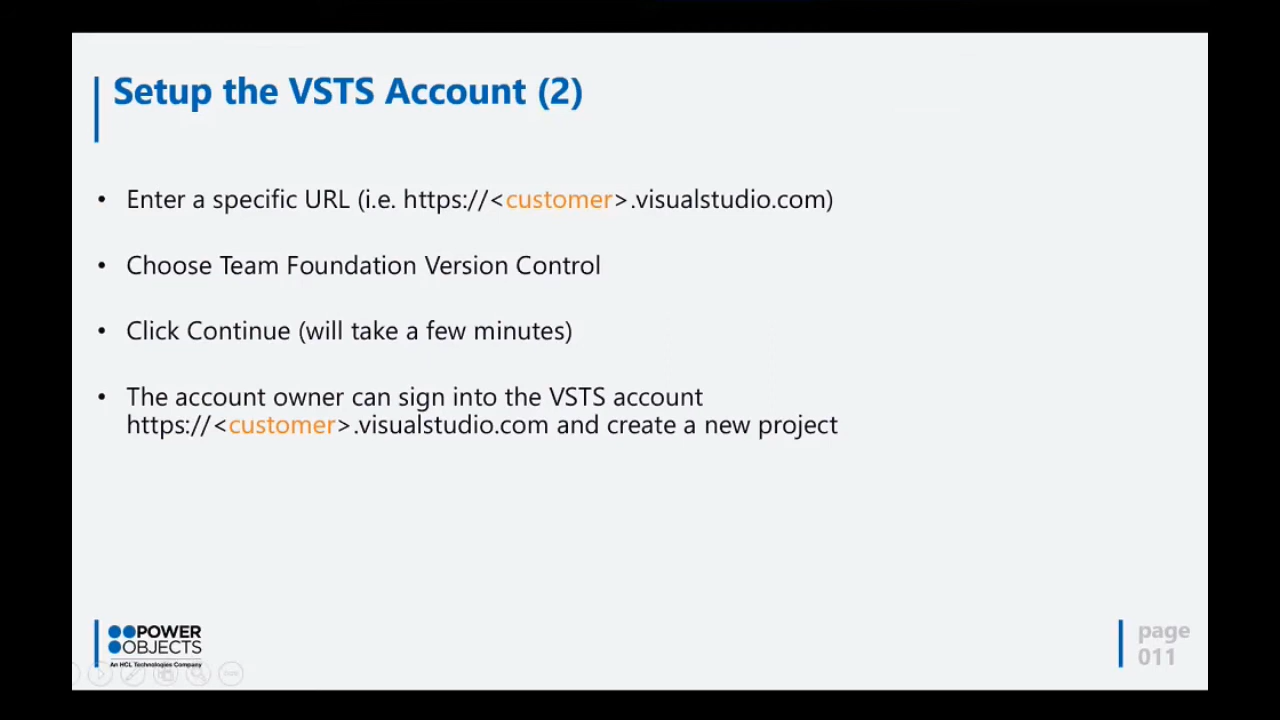 Setup the VSTS Account (2)
• Enter a specific URL (i.e. https://<customer>.visualstudio.com)
• Choose Team Foundation Version Control
• Click Continue (will take a few minutes)
• The account owner can sign into the VSTS account
https://<customer>.visualstudio.com and create a new project
POWER
OBJECTS
An HCL Technologies Company
page
011